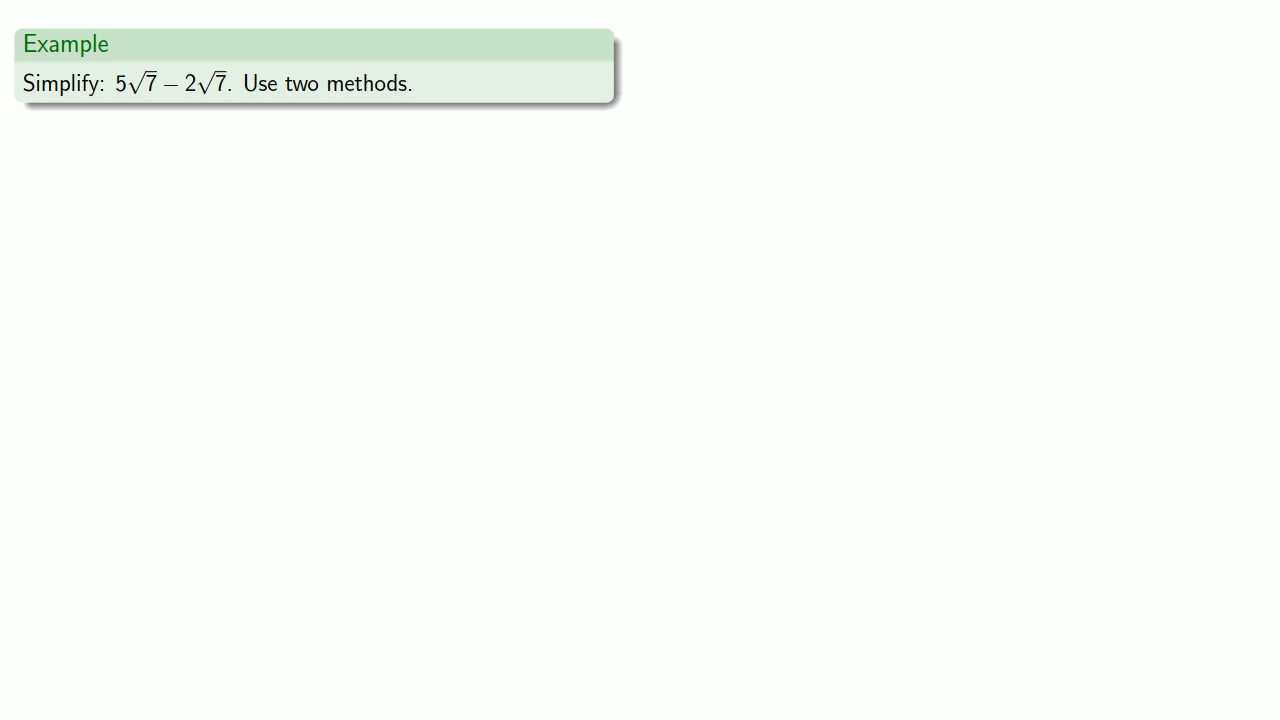 Example
Simplify: 5√7 − 2√7. Use two methods.